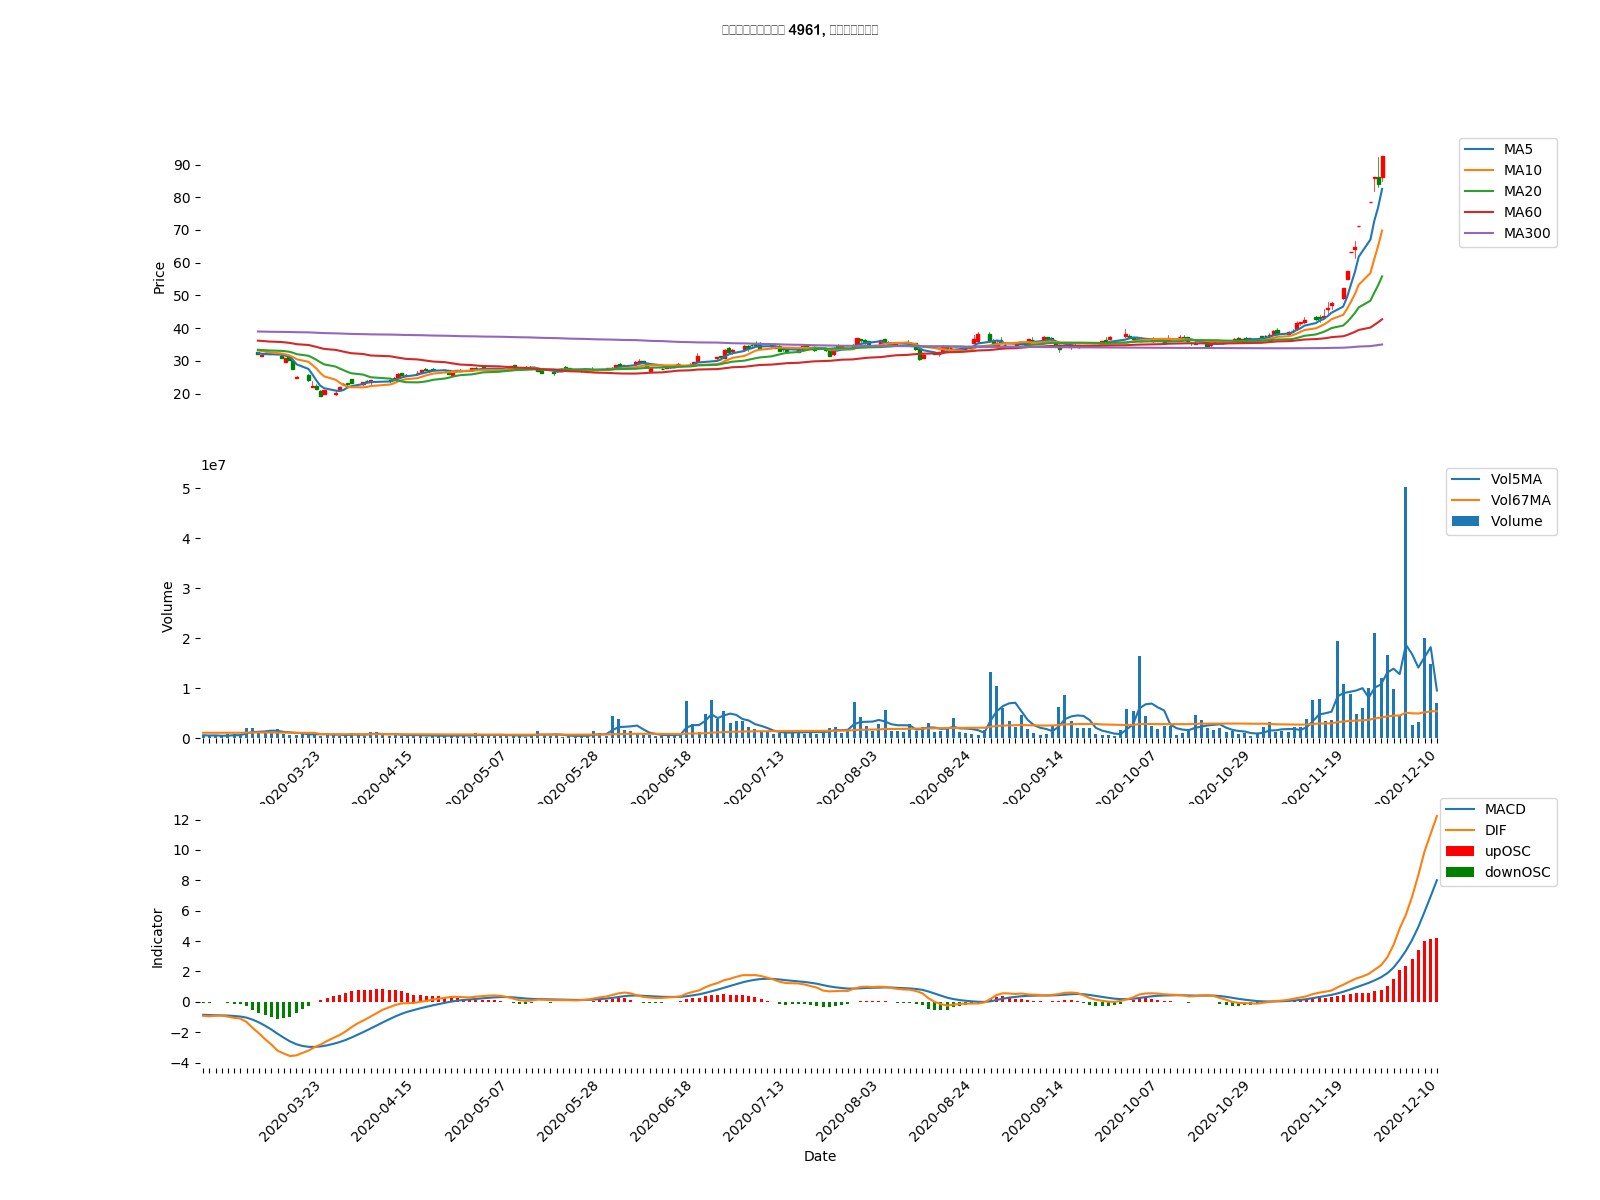 4961,
MA5
MA10
MA20
MA60
MA300
90
80
70
60
50
40
30
20
Price
1e7
Vol5MA
Vol67MA
Volume
5
4
3
2
1
0
Volume
2020-03-23
2020-04-15
2020-05-07
2020-05-28
2020-06-18
2020-07-13
2020-08-03
2020-08-24
2020-09-14
2020-10-07
2020-10-29
2020-11-19
2020-12-10
MACD
DIF
upOSC
downOSC
12
10
8
6
4
2
0
−2
−4
Indicator
2020-03-23
2020-04-15
2020-05-07
2020-05-28
2020-06-18
2020-07-13
2020-08-03
2020-08-24
2020-09-14
2020-10-07
2020-10-29
2020-11-19
2020-12-10
Date